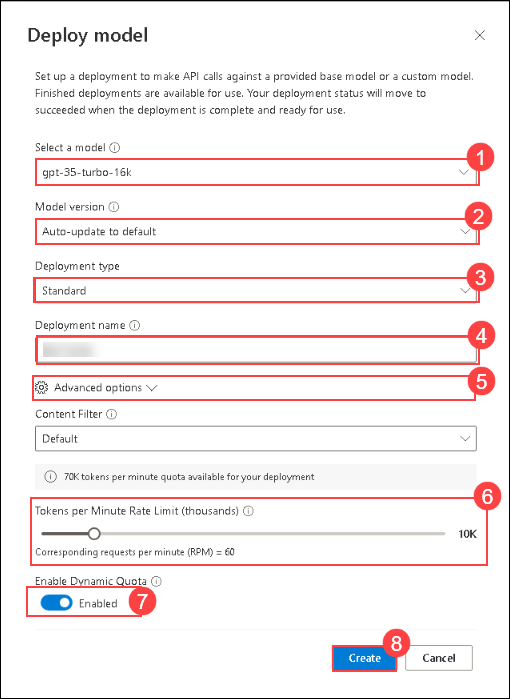 Deploy model
Set up a deployment to make API calls against a provided base model or a custom model.
Finished deployments are available for use. Your deployment status will move to
succeeded when the deployment is complete and ready for use.
Select a model
1
gpt-35-turbo-16k
Model version
2
Auto-update to default
Deployment type
3
Standard
Deployment name
4
5
Advanced options
Content Filter
Default
70K tokens per minute quota available for your deployment
6
Tokens per Minute Rate Limit (thousands)
10K
Corresponding requests per minute (RPM) = 60
Enable Dynamic Quota
Enabled
7
8
Create
Cancel